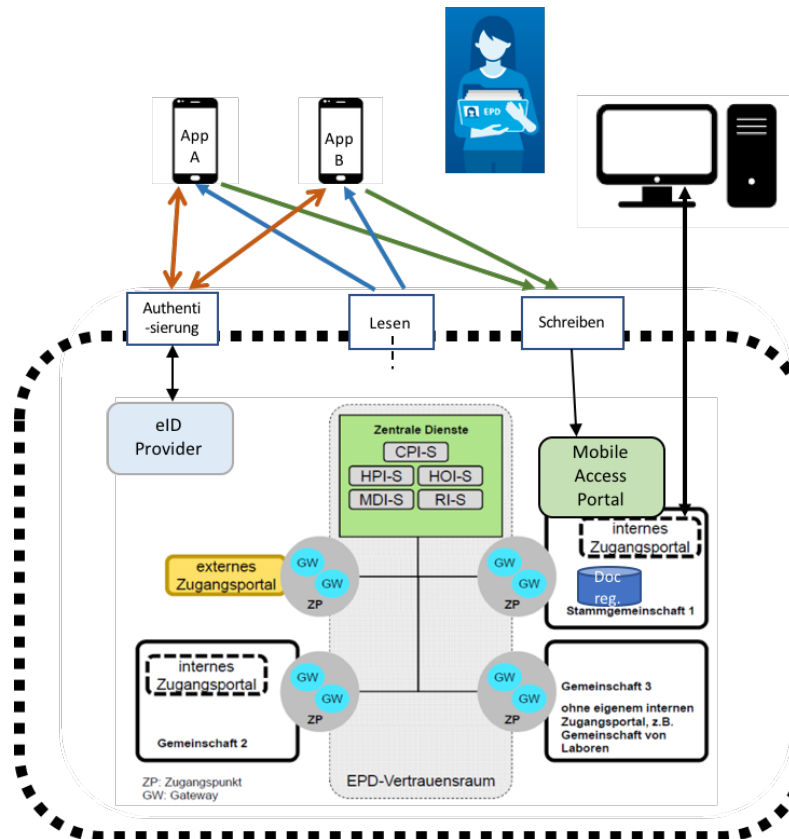 EPD
App
A
App
B
Authenti
-sierung
Lesen
Schreiben
eID
Provider
Zentrale Dienste
CPI-S
HPI-S
HOI-S
MDI-S
RI-S
Mobile
Access
Portal
internes
Zugangsportal
Doc
reg.
Stammgemeinschaft 1
externes
Zugangsportal
GW
GW
ZP
GW
GW
ZP
internes
Zugangsportal
Gemeinschaft 2
GW
GW
ZP
GW
GW
ZP
Gemeinschaft 3
ohne eigenem internen
Zugangsportal, z.B.
Gemeinschaft von
Laboren
ZP: Zugangspunkt
GW: Gateway
EPD-Vertrauensraum